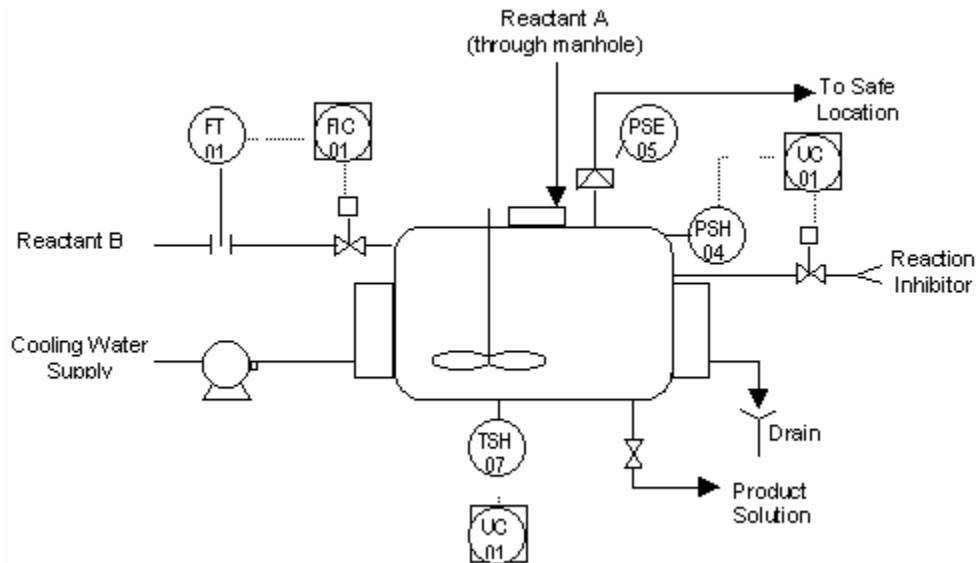 Reactant A
(through manhole)
To Safe
Location
FT
01
FIC
01
PSE
05
UC
01
PSH
04
Reactant B
Reaction
Inhibitor
Cooling Water
Supply
TSH
07
Drain
Product
Solution
UC
01